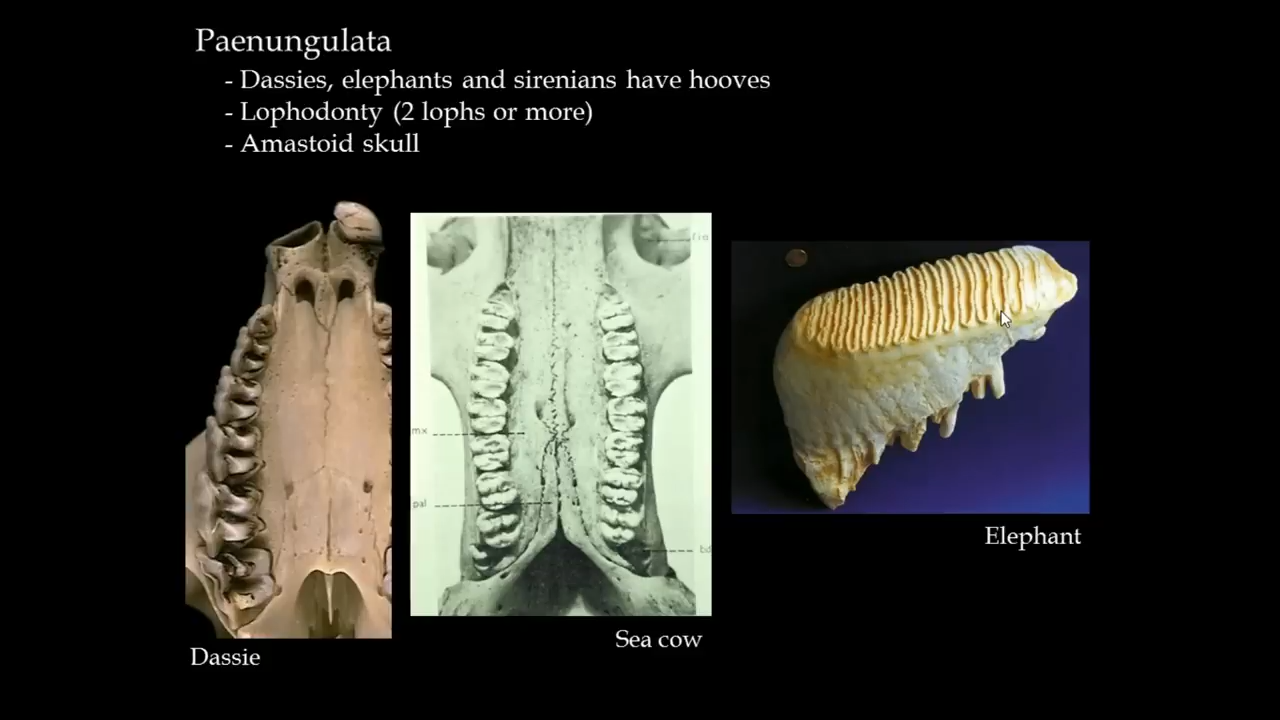 Paenungulata
- Dassies, elephants and sirenians have hooves
- Lophodonty (2 lophs or more)
- Amastoid skull
mx
pal
Elephant
Sea cow
Dassie